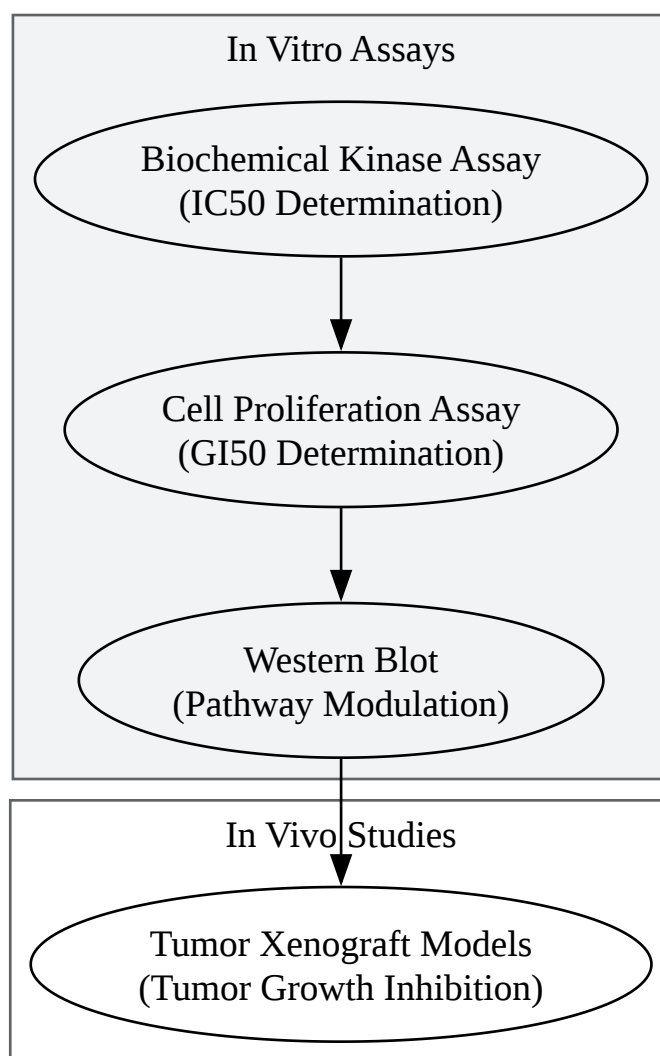 In Vitro Assays
Biochemical Kinase Assay
(IC50 Determination)
Cell Proliferation Assay
(GI50 Determination)
Western Blot
(Pathway Modulation)
In Vivo Studies
Tumor Xenograft Models
(Tumor Growth Inhibition)